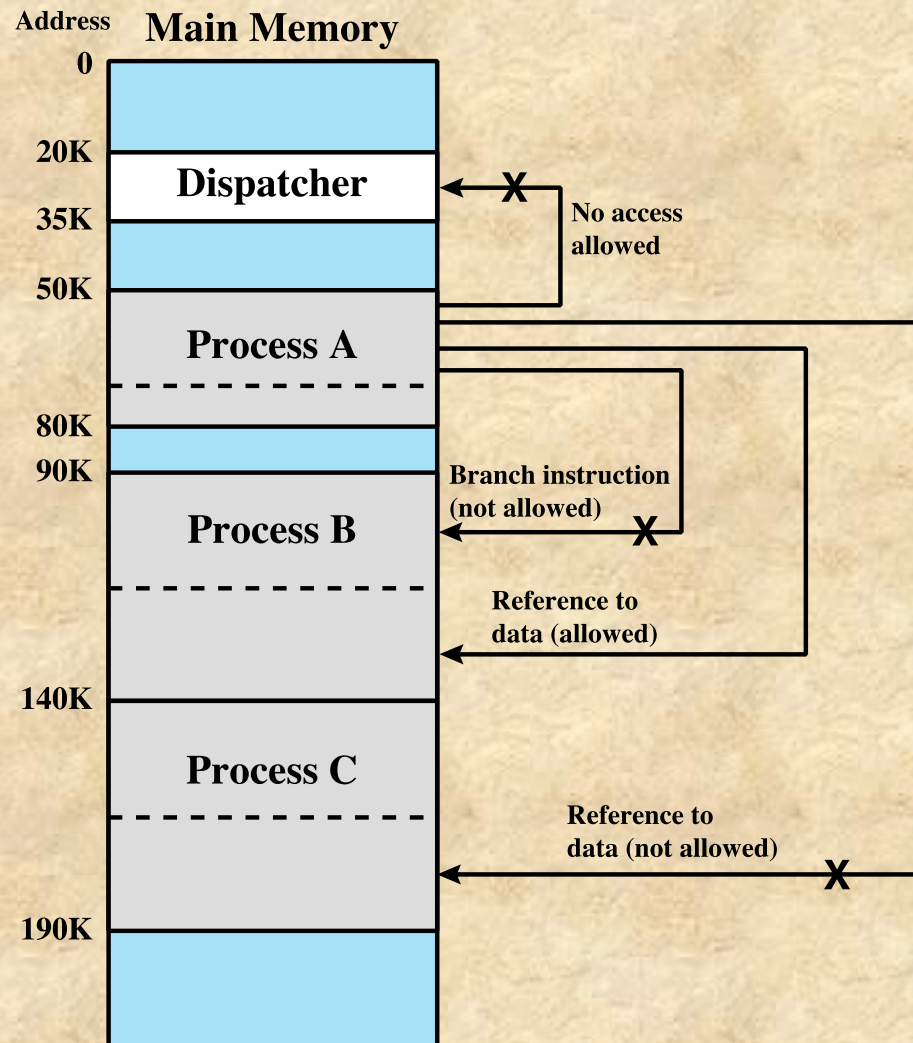 Address
Main Memory
0
20K
Dispatcher
35K
No access
allowed
50K
Process A
80K
90K
Branch instruction
(not allowed)
Process B
Reference to
data (allowed)
140K
Process C
Reference to
data (not allowed)
190K
X
X
X